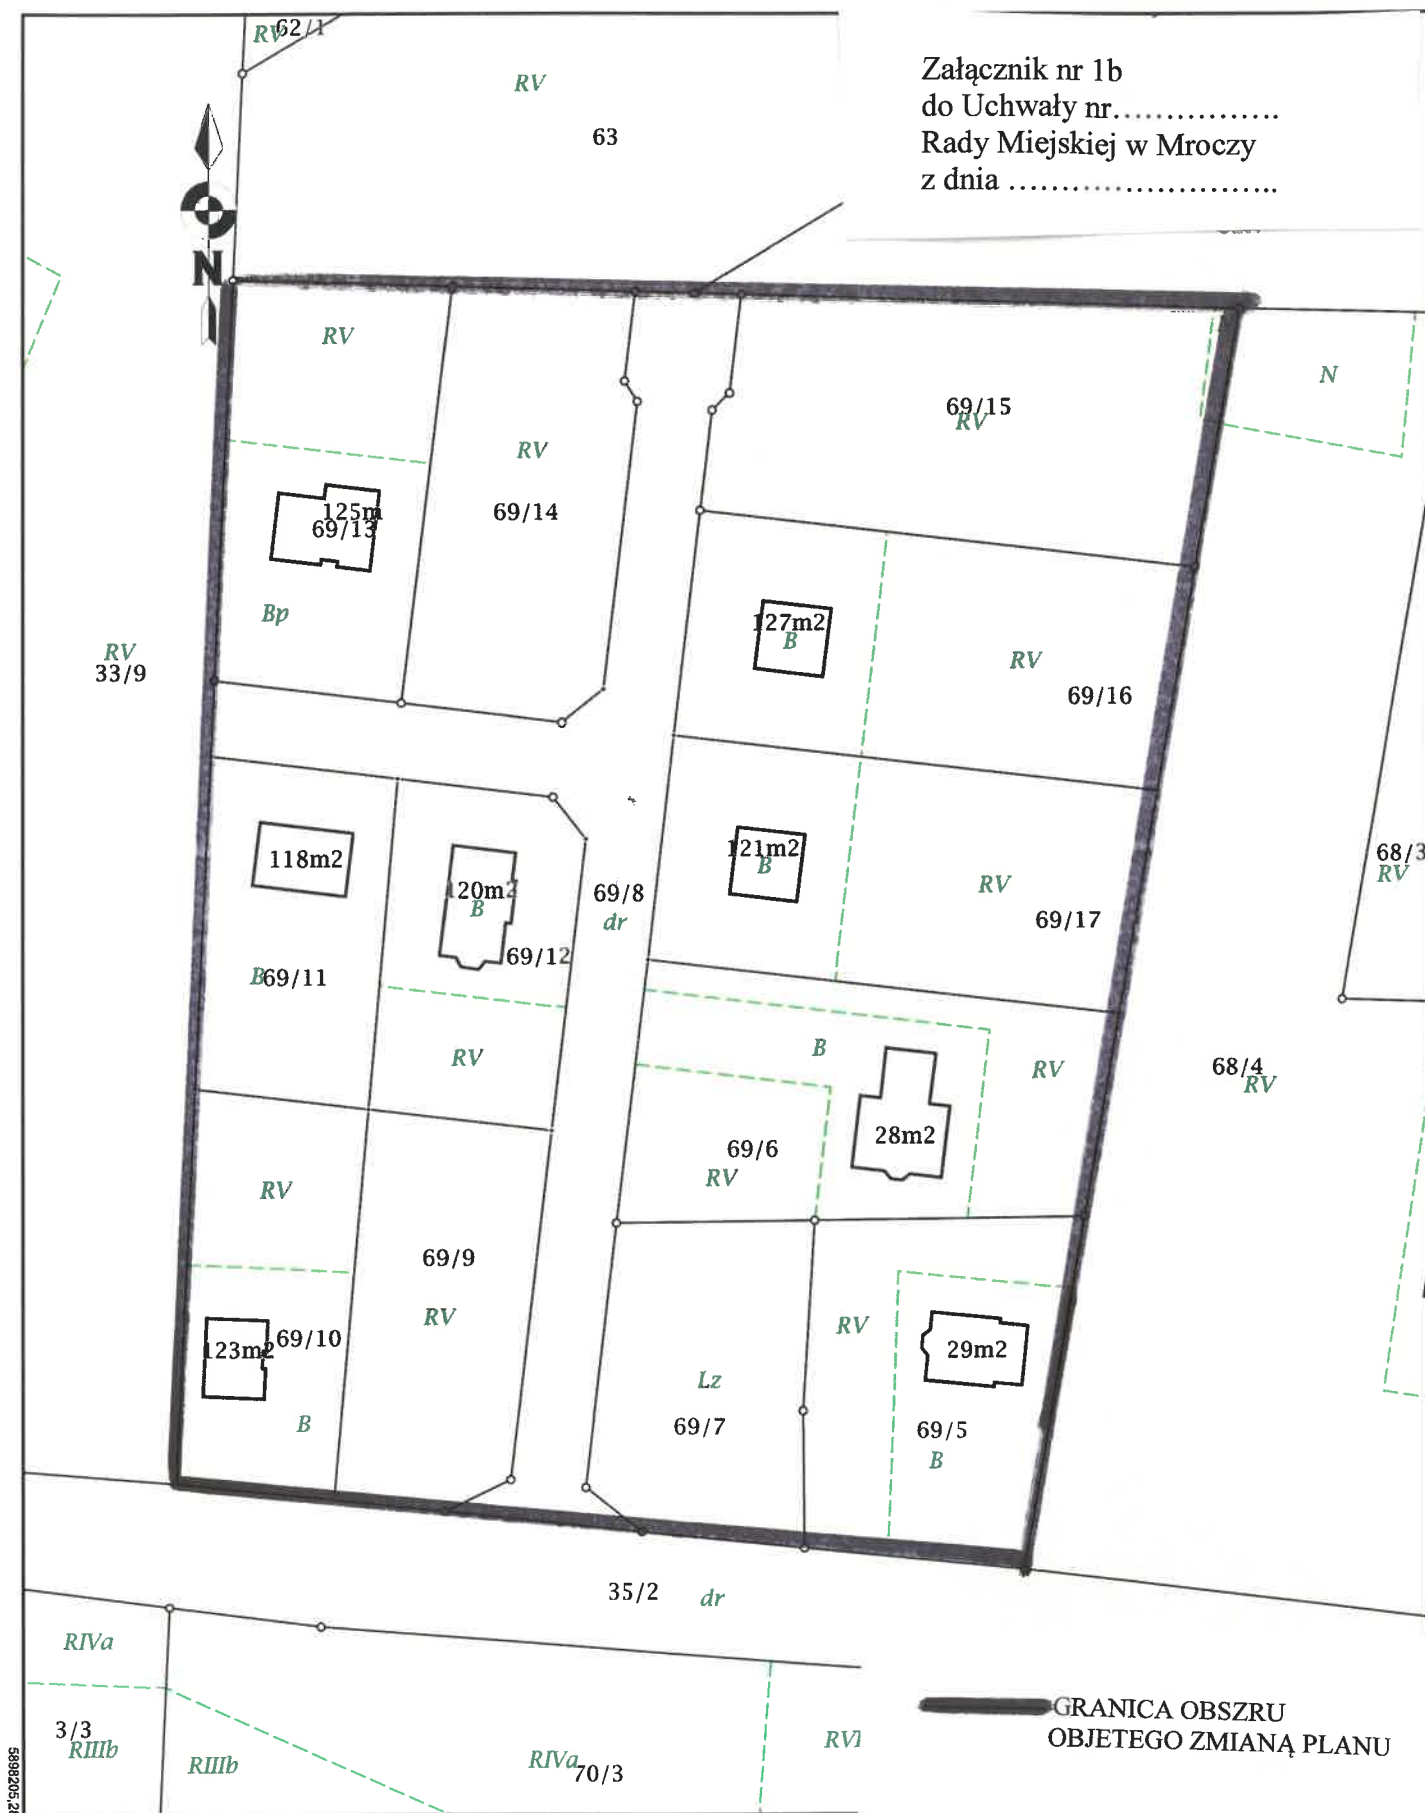 Załącznik nr 1b
do Uchwały nr................
Rady Miejskiej w Mroczy
z dnia ..............................
RV 62/1
RV
63
N
RV
69/15
RV
N
RV
69/14
125m
69/13
Bp
127m2
B
RV
69/16
RV
33/9
118m2
120m2
B
69/12
B69/11
69/8
dr
121m2
B
RV
69/17
68/3
RV
RV
B
RV
68/4
RV
28m2
69/6
RV
RV
69/9
RV
69/10
123m2
B
RV
29m2
Lz
69/7
69/5
B
35/2 dr
RIVa
3/3
RIIIb
RIIIb
RIVa
70/3
GRANICA OBSZRU
OBJETEGO ZMIANĄ PLANU